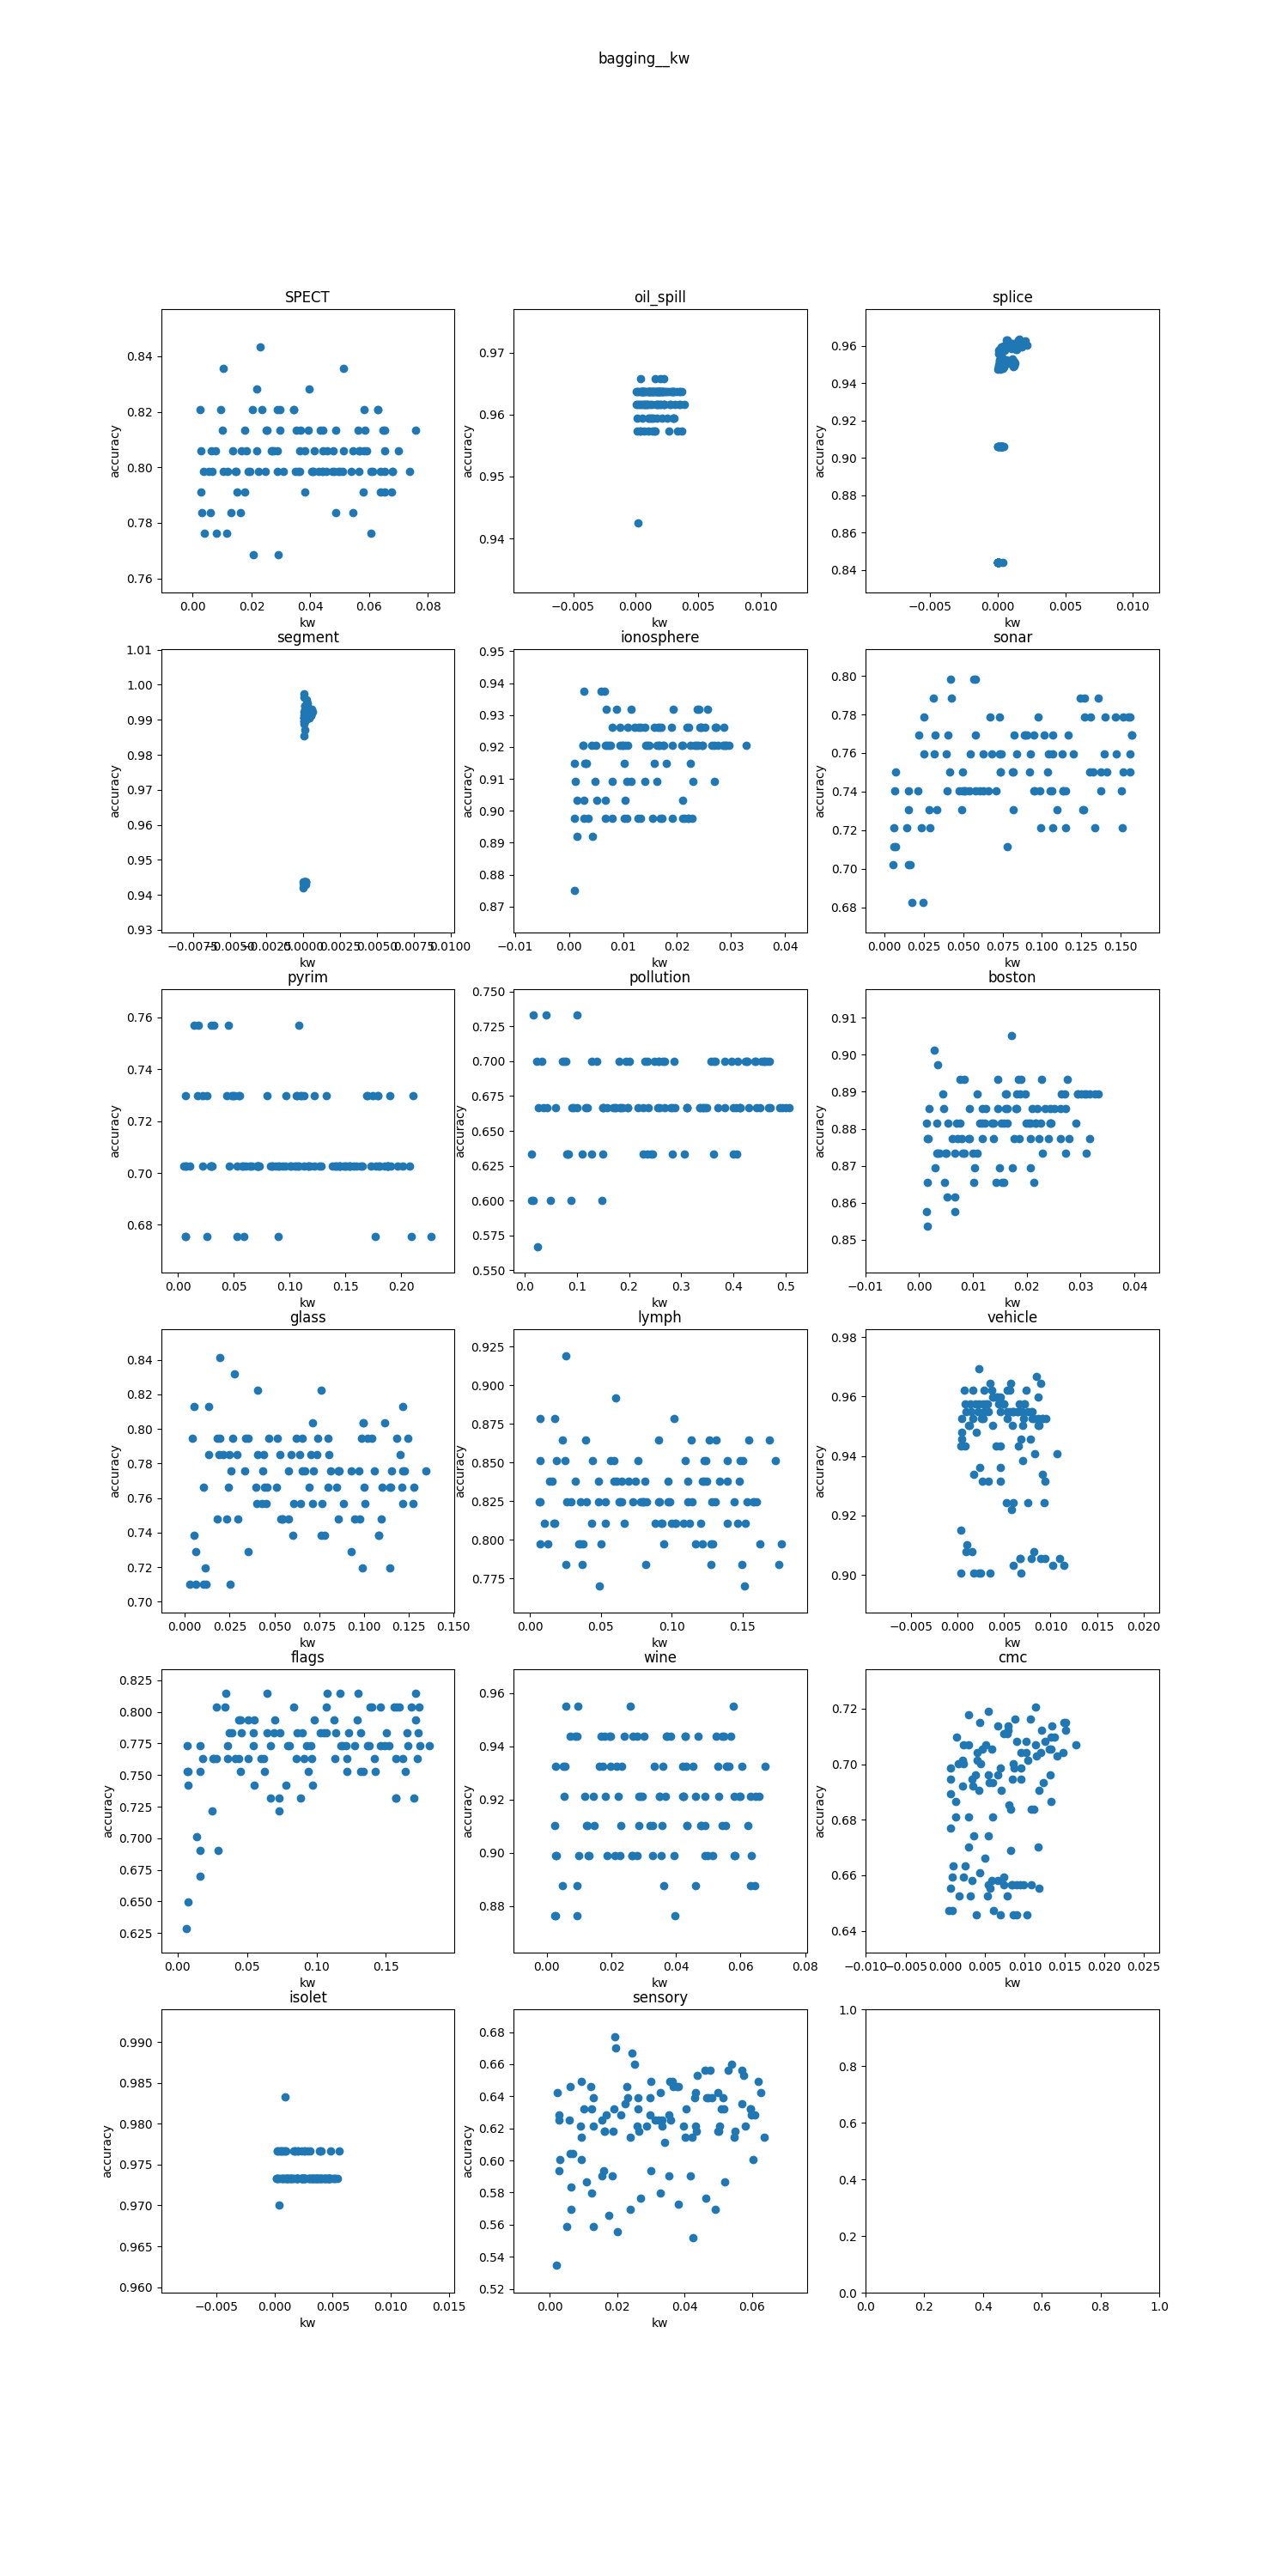 bagging__kw
SPECT
oil_spill
splice
accuracy
0.84
0.82
0.80
0.78
0.76
0.00 0.02 0.04 0.06 0.08
kw
accuracy
0.97
0.96
0.95
0.94
−0.005 0.000 0.005 0.010
kw
accuracy
0.96
0.94
0.92
0.90
0.88
0.86
0.84
−0.005 0.000 0.005 0.010
kw
segment
ionosphere
sonar
accuracy
1.01
1.00
0.99
0.98
0.97
0.96
0.95
0.94
0.93
−0.0075−0.0050−0.0025 0.0000 0.0025 0.0050 0.0075 0.0100
kw
accuracy
0.95
0.94
0.93
0.92
0.91
0.90
0.89
0.88
0.87
−0.01 0.00 0.01 0.02 0.03 0.04
kw
accuracy
0.80
0.78
0.76
0.74
0.72
0.70
0.68
0.000 0.025 0.050 0.075 0.100 0.125 0.150
kw
pyrim
pollution
boston
accuracy
0.76
0.74
0.72
0.70
0.68
0.00 0.05 0.10 0.15 0.20
kw
accuracy
0.750
0.725
0.700
0.675
0.650
0.625
0.600
0.575
0.550
0.0 0.1 0.2 0.3 0.4 0.5
kw
accuracy
0.91
0.90
0.89
0.88
0.87
0.86
0.85
−0.01 0.00 0.01 0.02 0.03 0.04
kw
glass
lymph
vehicle
accuracy
0.84
0.82
0.80
0.78
0.76
0.74
0.72
0.70
0.000 0.025 0.050 0.075 0.100 0.125 0.150
kw
accuracy
0.925
0.900
0.875
0.850
0.825
0.800
0.775
0.00 0.05 0.10 0.15
kw
accuracy
0.98
0.96
0.94
0.92
0.90
−0.005 0.000 0.005 0.010 0.015 0.020
kw
flags
wine
cmc
accuracy
0.825
0.800
0.775
0.750
0.725
0.700
0.675
0.650
0.625
0.00 0.05 0.10 0.15
kw
accuracy
0.96
0.94
0.92
0.90
0.88
0.00 0.02 0.04 0.06 0.08
kw
accuracy
0.72
0.70
0.68
0.66
0.64
−0.010−0.005 0.000 0.005 0.010 0.015 0.020 0.025
kw
isolet
sensory
accuracy
0.990
0.985
0.980
0.975
0.970
0.965
0.960
−0.005 0.000 0.005 0.010 0.015
kw
accuracy
0.68
0.66
0.64
0.62
0.60
0.58
0.56
0.54
0.52
0.00 0.02 0.04 0.06
kw
1.0
0.8
0.6
0.4
0.2
0.0
0.0 0.2 0.4 0.6 0.8 1.0